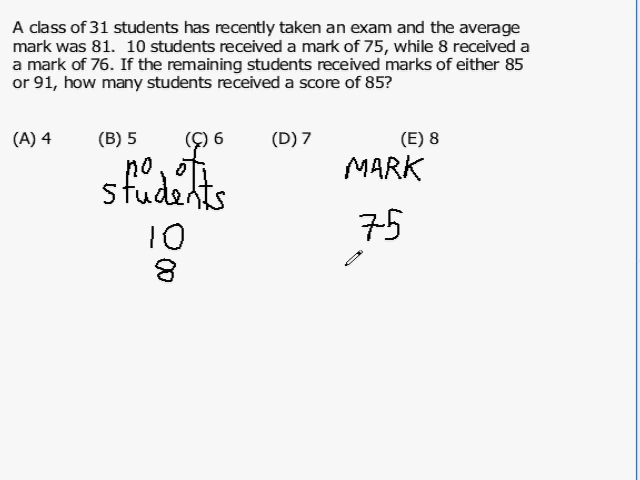 A class of 31 students has recently taken an exam and the average
mark was 81.  10 students received a mark of 75, while 8 received a
a mark of 76. If the remaining students received marks of either 85
or 91, how many students received a score of 85?
(A) 4 (B) 5 (C) 6 (D) 7 (E) 8
no. of MARK
students
10 75
8